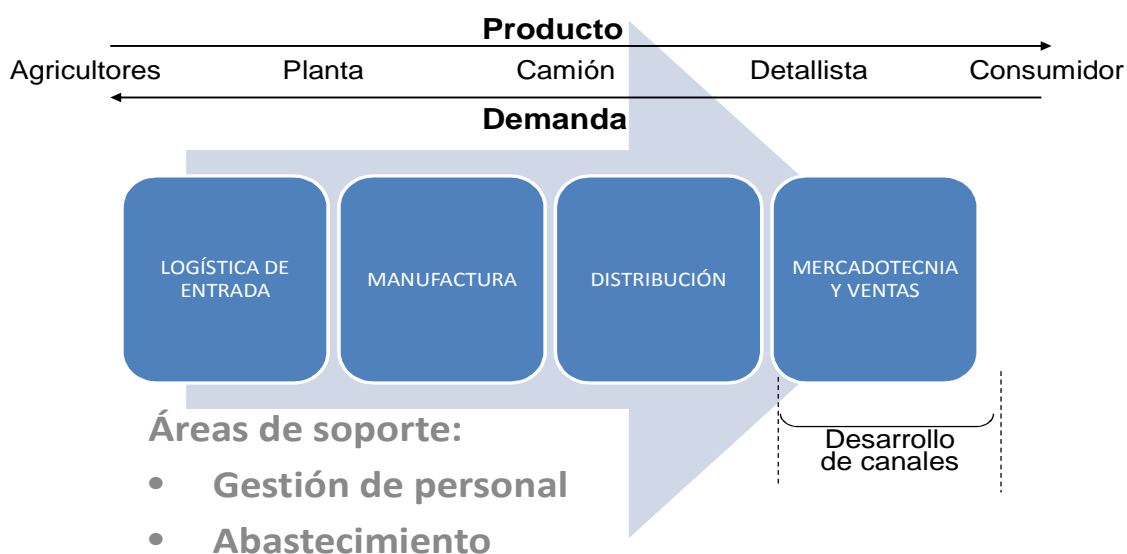 Producto
Agricultores Planta Camión Detallista Consumidor
Demanda
LOGÍSTICA DE
ENTRADA
MANUFACTURA
DISTRIBUCIÓN
MERCADOTECNIA
Y VENTAS
Desarrollo
de canales
Áreas de soporte:
• Gestión de personal
• Abastecimiento